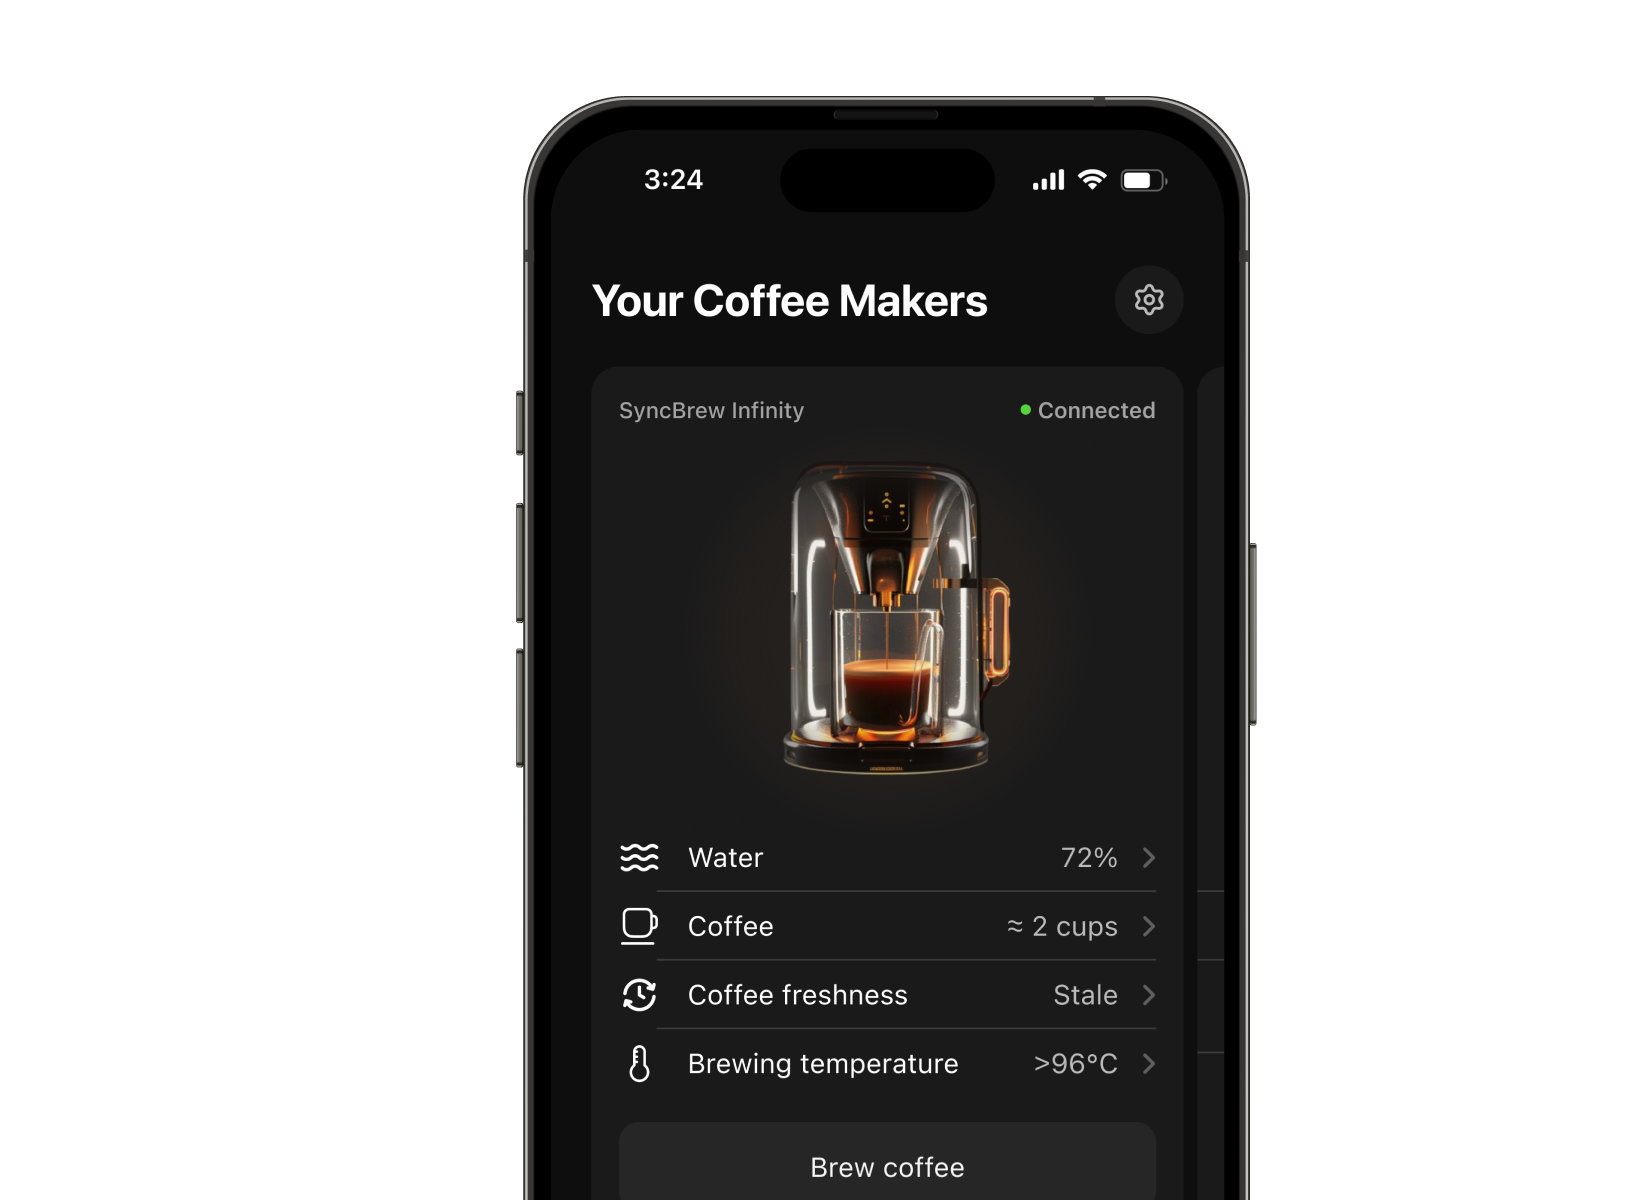 3:24
Your Coffee Makers
SyncBrew Infinity
Connected
Water
72%
Coffee
≈ 2 cups
Coffee freshness
Stale
Brewing temperature
>96°C
Brew coffee